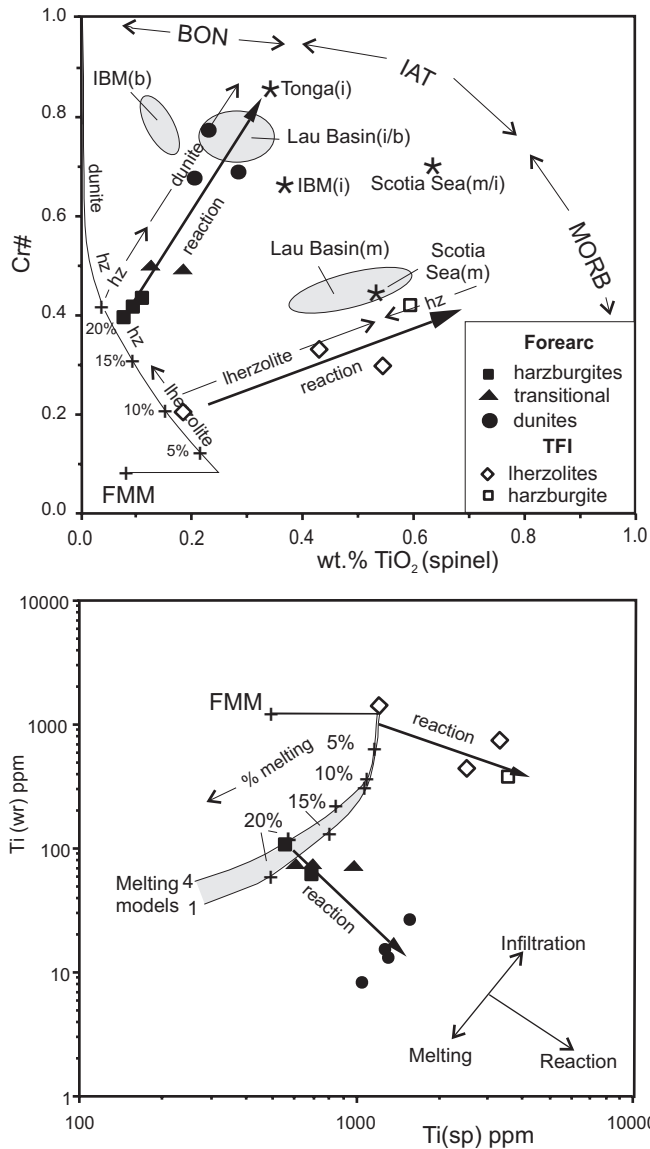 1.0
BON
IAT
IBM(b)
Tonga(i)
0.8
Lau Basin(i/b)
dunite
dunite
IBM(i)
Scotia Sea(m/i)
0.6
Cr#
reaction
MORB
Lau Basin(m)
Scotia
Sea(m)
hz
hz
hz
0.4
20%
hz
15%
lherzolite
reaction
lherzolite
0.2
10%
5%
FMM
0.0
Forearc
harzburgites
transitional
dunites
TFI
lherzolites
harzburgite
0.0
0.2
0.4
0.6
0.8
1.0
wt.% TiO2 (spinel)
10000
FMM
1000
reaction
5%
% melting
10%
15%
20%
Ti (wr) ppm
100
Melting 4
models 1
reaction
Infiltration
10
Melting
Reaction
1
100
1000
10000
Ti(sp) ppm